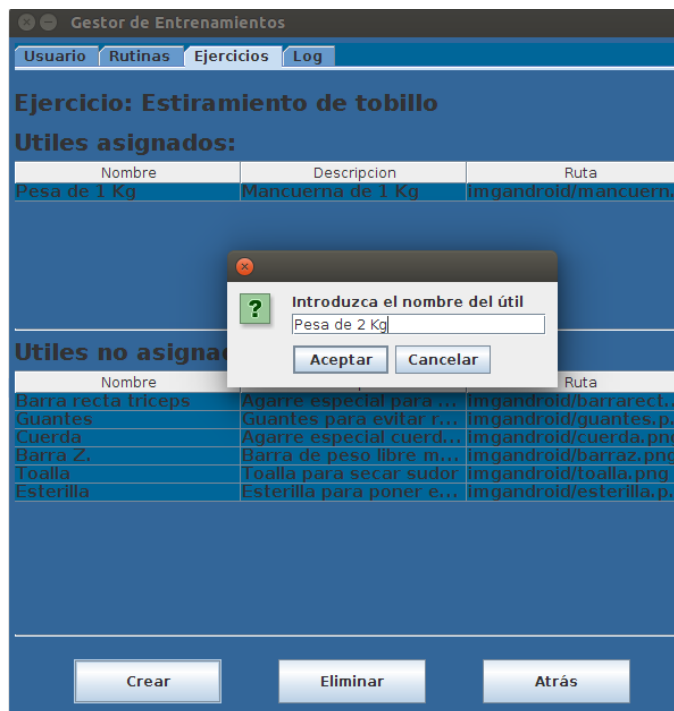 Gestor de Entrenamientos
Usuario Rutinas Ejercicios Log
Ejercicio: Estiramiento de tobillo
Utiles asignados:
Nombre Descripcion Ruta
Pesa de 1 Kg Mancuerna de 1 Kg imgandroid/mancuern.
Introduzca el nombre del útil
Pesa de 2 Kg
Aceptar Cancelar
Utiles no asigna
Nombre Ruta
Barra recta triceps Agarre especial para ... imgandroid/barrarect...
Guantes Guantes para evitar r... imgandroid/guantes.p.
Cuerda Agarre especial cuerd... imgandroid/cuerda.png
Barra Z. Barra de peso libre m... imgandroid/barraz.png
Toalla Toalla para secar sudor imgandroid/toalla.png
Esterilla Esterilla para poner e... imgandroid/esterilla.p.
Crear Eliminar Atrás